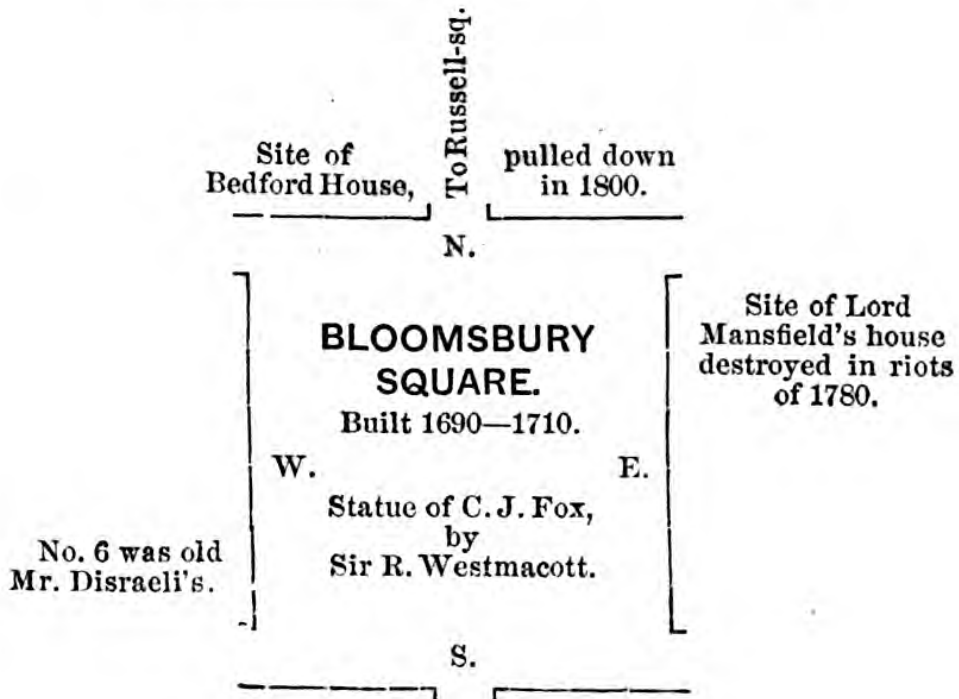 To Russell-sq.
Site of
Bedford House,
pulled down
in 1800.
N.
BLOOMSBURY
SQUARE.
Built 1690—1710.
W.
E.
Statue of C. J. Fox,
by
Sir R. Westmacott.
Site of Lord
Mansfield's house
destroyed in riots
of 1780.
No. 6 was old
Mr. Disraeli's.
S.